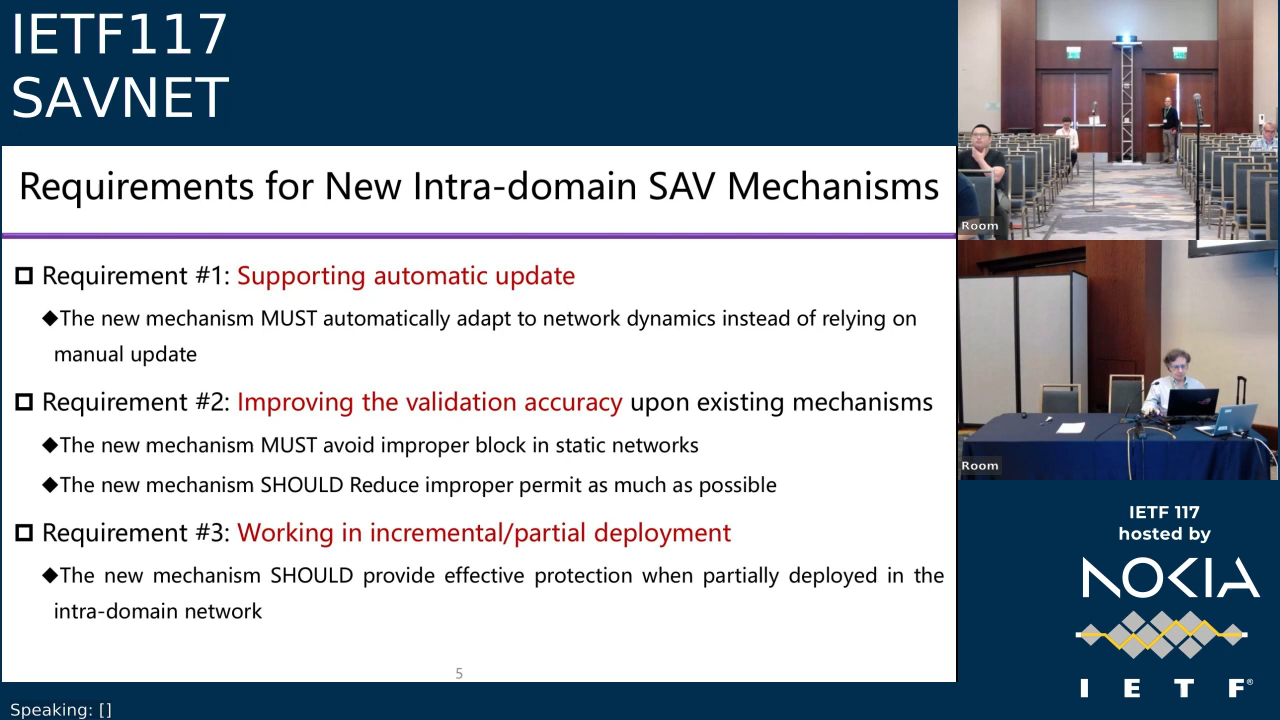 IETF117
SAVNET
Requirements for New Intra-domain SAV Mechanisms
Requirement #1: Supporting automatic update
◆The new mechanism MUST automatically adapt to network dynamics instead of relying on
manual update
Requirement #2: Improving the validation accuracy upon existing mechanisms
◆The new mechanism MUST avoid improper block in static networks
◆The new mechanism SHOULD Reduce improper permit as much as possible
Requirement #3: Working in incremental/partial deployment
◆The new mechanism SHOULD provide effective protection when partially deployed in the
intra-domain network
5
Speaking: []
Room
Room
IETF 117
hosted by
NOKIA
I E T F®